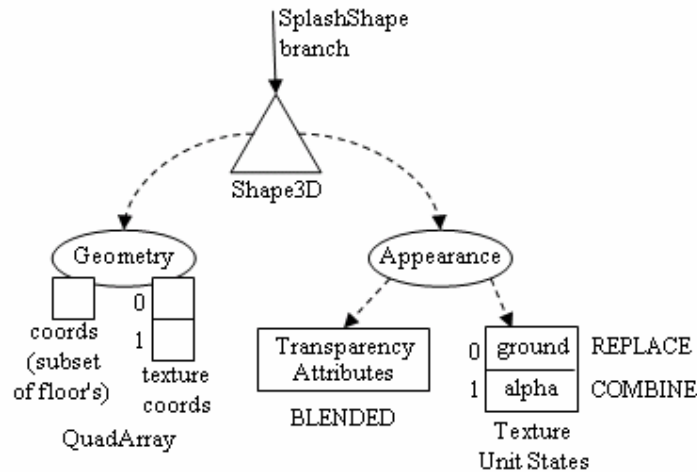 SplashShape
branch
Shape3D
Geometry
0
1
coords
(subset
of floor's)
texture
coords
QuadArray
Appearance
Transparency
Attributes
BLENDED
0 ground REPLACE
1 alpha COMBINE
Texture
Unit States